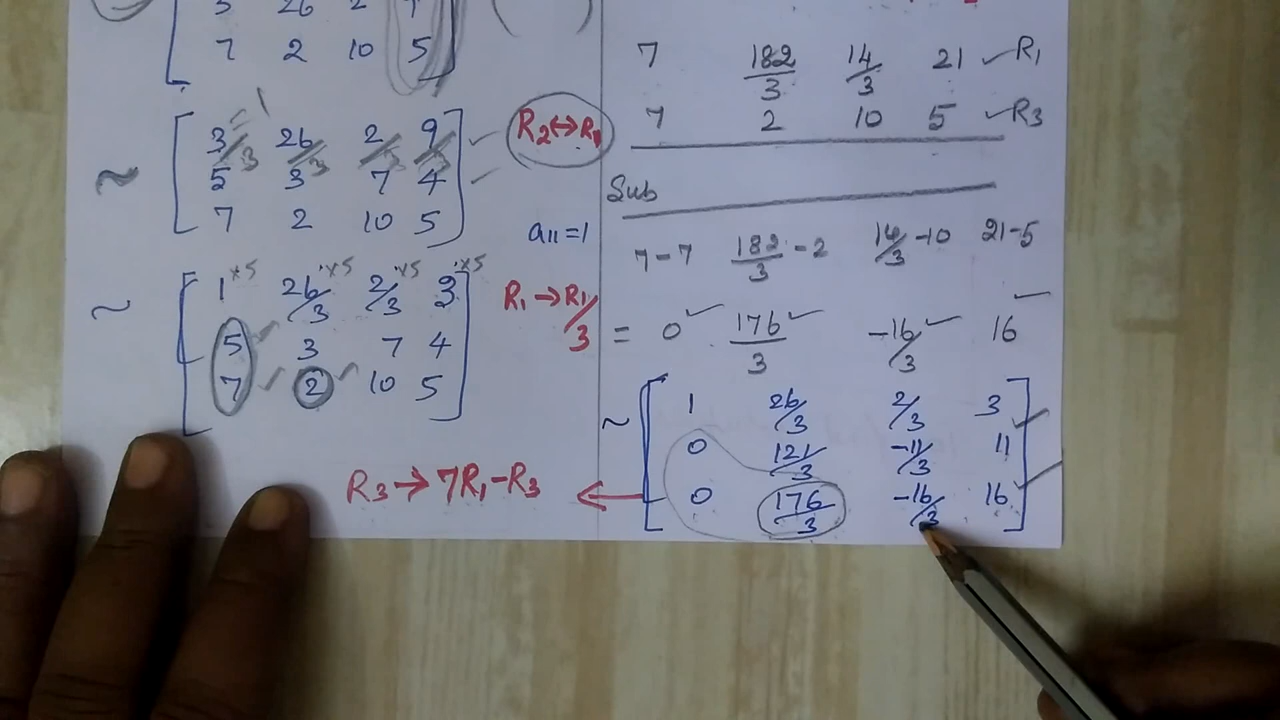 3 26 2
7 2 10 5
~ [ 3/3 26/3 2/3 9/3 ] R2↔R1
5 3 7 4
7 2 10 5
a11=1
~ [ 1 ×5 26/3 ×5 2/3 ×5 3 ×5 ] R1→R1/3
5 3 7 4
7 2 10 5
R3→7R1-R3
7 182/3 14/3 21 ✓R1
7 2 10 5 ✓R3
Sub
7-7 182/3-2 14/3-10 21-5
= 0 176/3 -16/3 16
~ [ 1 26/3 2/3 3 ]
0 121/3 -11/3 11
0 176/3 -16/3 16